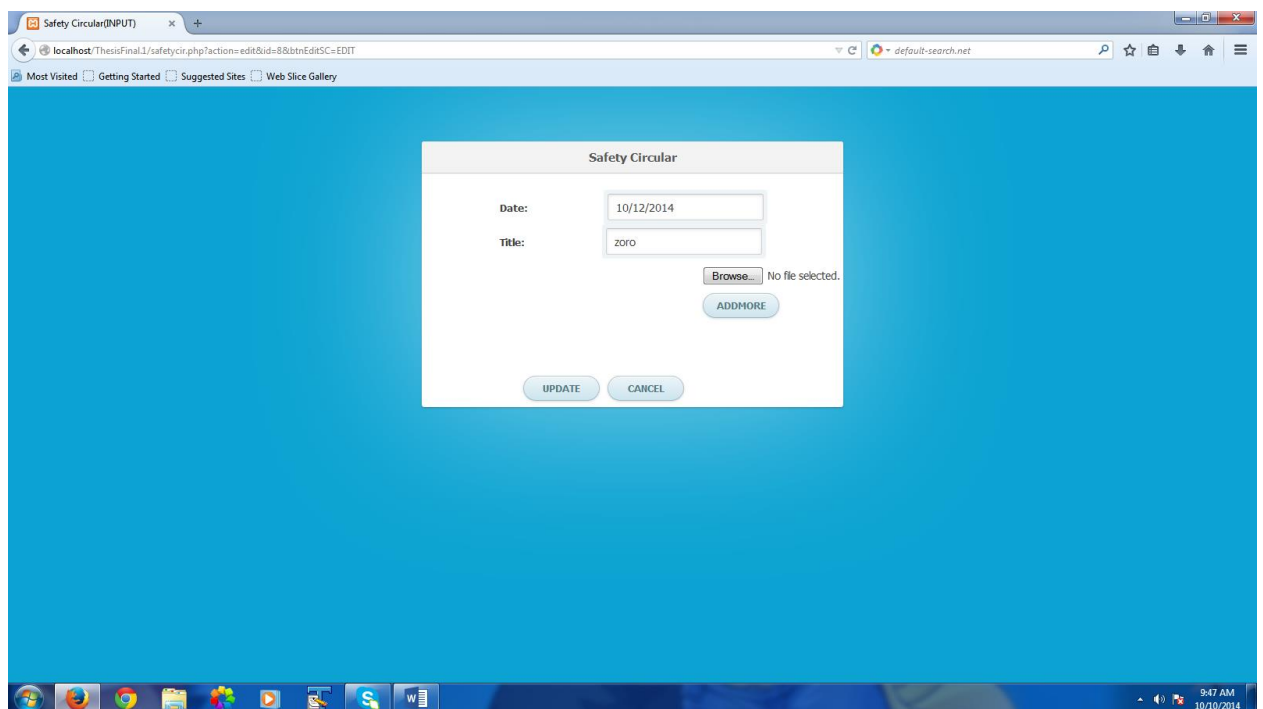 Safety Circular(INPUT)
localhost/ThesisFinal.1/safetycir.php?action=edit&id=8&btnEditSC=EDIT
default-search.net
Most Visited Getting Started Suggested Sites Web Slice Gallery
Safety Circular
Date: 10/12/2014
Title: zoro
Browse... No file selected.
ADDMORE
UPDATE CANCEL
9:47 AM
10/10/2014